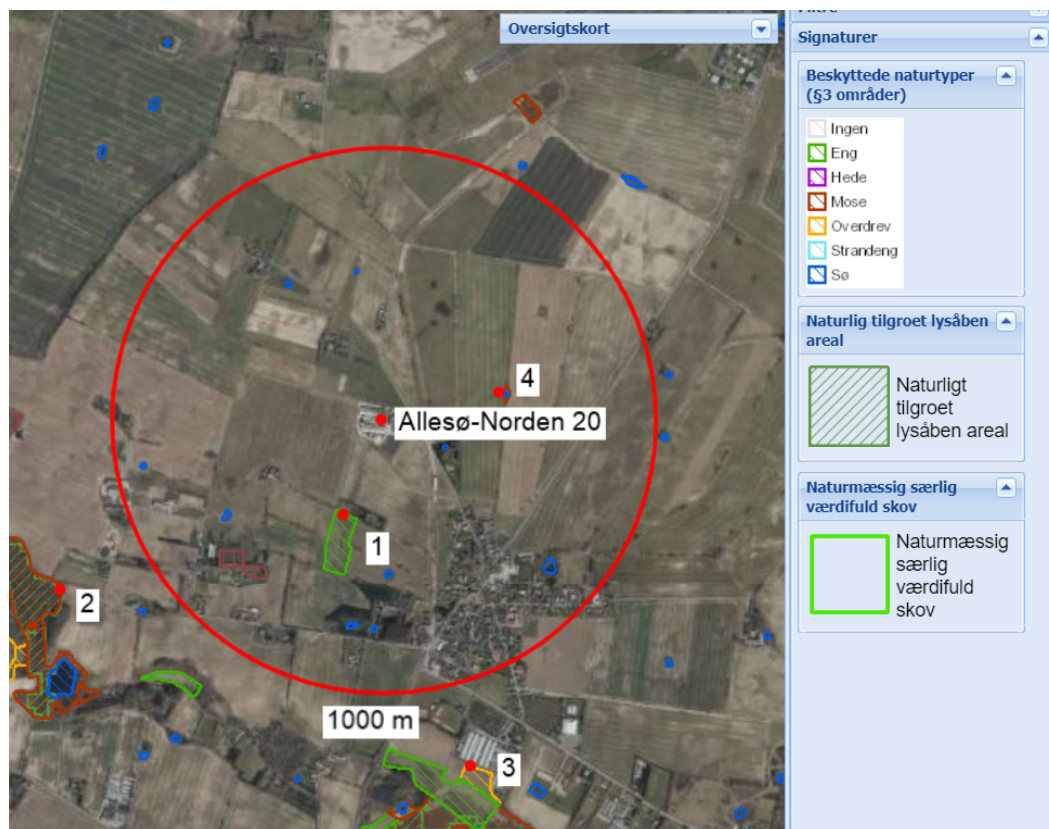 Oversigtskort
Filtre
Signaturer
Beskyttede naturtyper
(§3 områder)
Ingen
Eng
Hede
Mose
Overdrev
Strandeng
Sø
Naturlig tilgroet lysåben
areal
Naturligt
tilgroet
lysåben areal
Naturmæssig særlig
værdifuld skov
Naturmæssig
særlig
værdifuld
skov
4
Allesø-Norden 20
1
2
1000 m
3